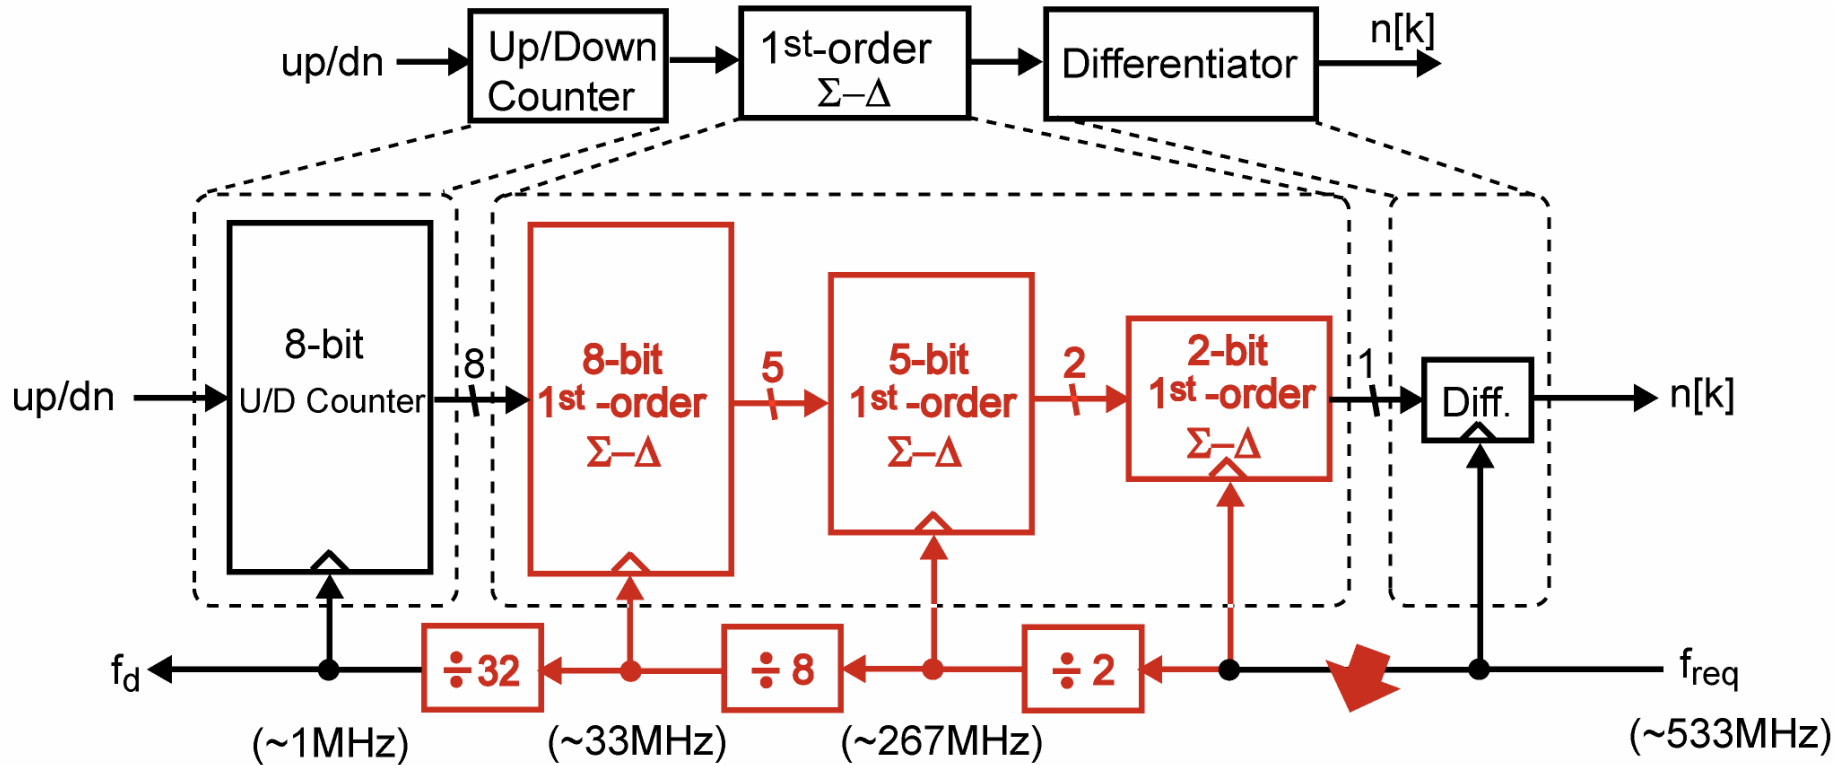 up/dn
Up/Down
Counter
1st-order
Σ–Δ
Differentiator
n[k]
up/dn
8-bit
U/D Counter
8
8-bit
1st -order
Σ–Δ
5
5-bit
1st -order
Σ–Δ
2
2-bit
1st -order
Σ–Δ
1
Diff.
n[k]
fd
÷ 32
÷ 8
÷ 2
freq
(~1MHz)
(~33MHz)
(~267MHz)
(~533MHz)